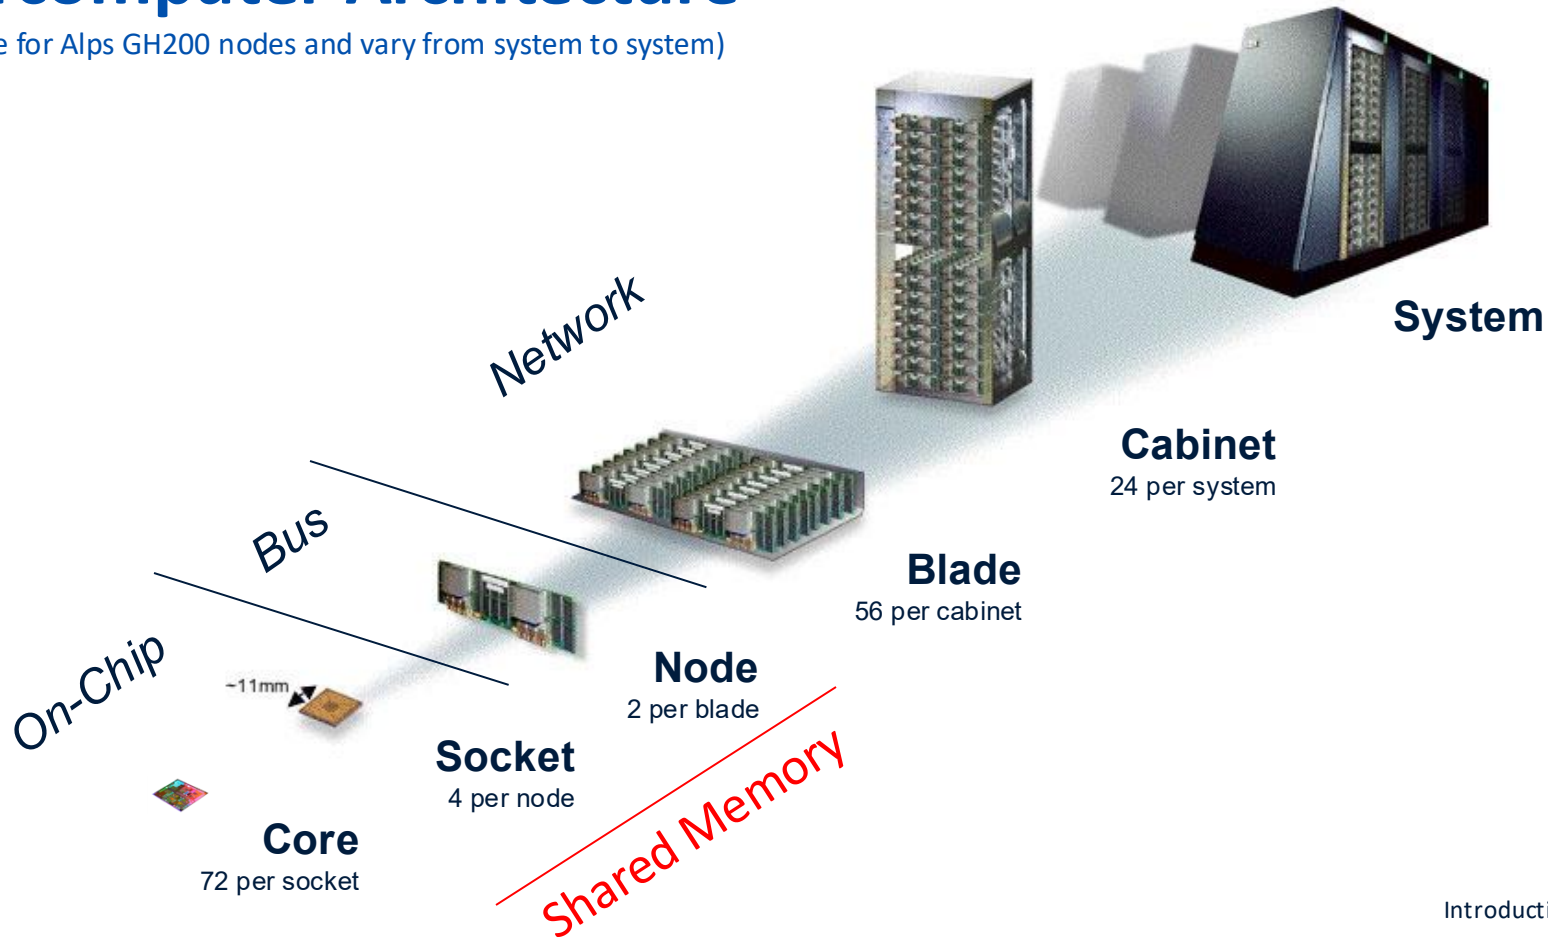 Architecture
for Alps GH200 nodes and vary from system to system)
System
Network
Cabinet
24 per system
Bus
Blade
56 per cabinet
On-Chip
~11mm
Node
2 per blade
Socket
4 per node
Shared Memory
Core
72 per socket